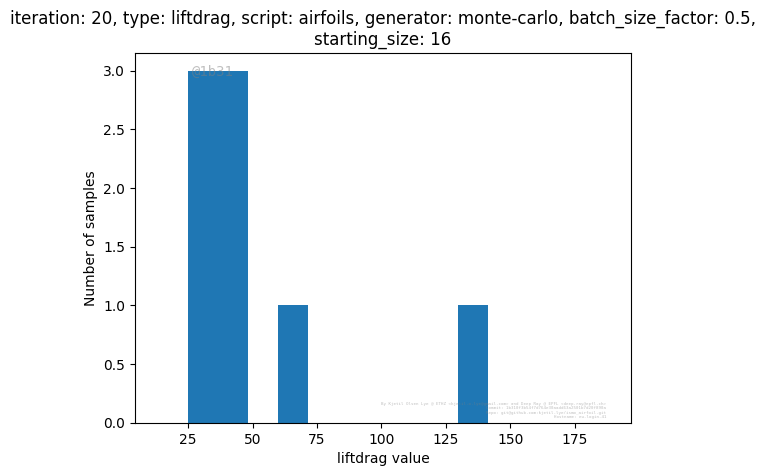 iteration: 20, type: liftdrag, script: airfoils, generator: monte-carlo, batch_size_factor: 0.5,
starting_size: 16
@1b31
3.0
2.5
2.0
1.5
1.0
0.5
0.0
Number of samples
25
50
75
100
125
150
175
liftdrag value